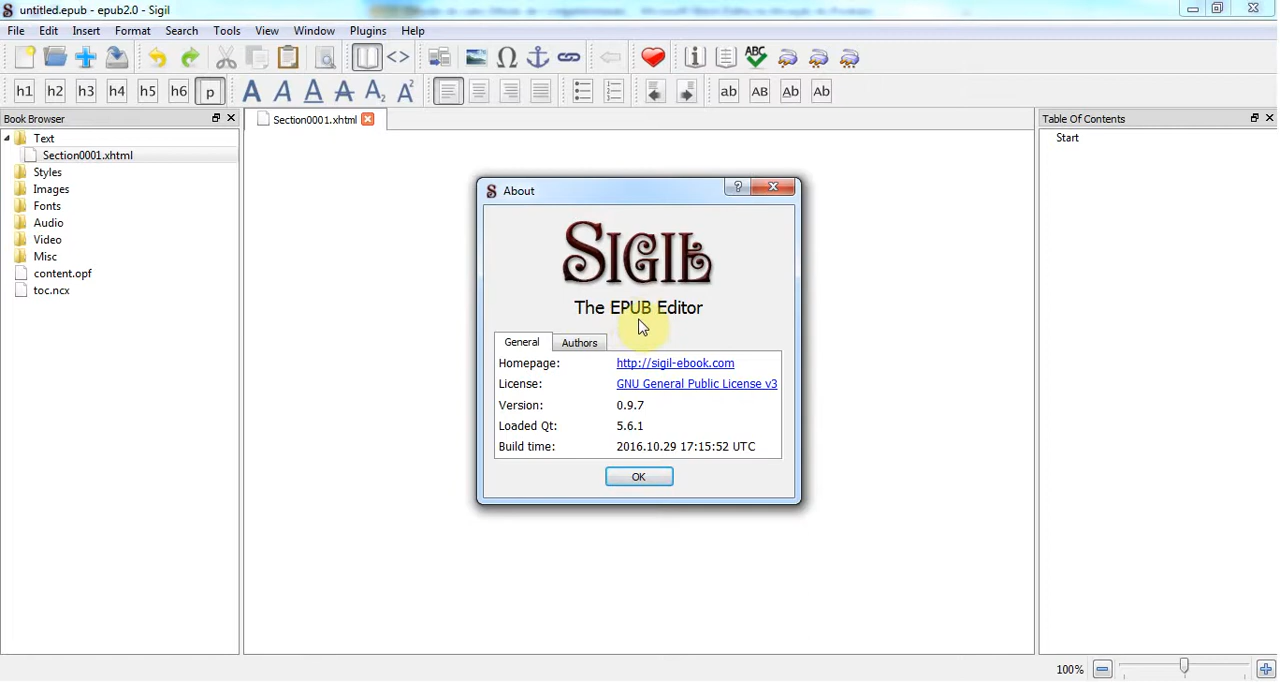 untitled.epub - epub2.0 - Sigil
File Edit Insert Format Search Tools View Window Plugins Help
ABC
h1 h2 h3 h4 h5 h6 p A A A A A2 A2 ab AB Ab Ab
Book Browser
Text
Section0001.xhtml
Styles
Images
Fonts
Audio
Video
Misc
content.opf
toc.ncx
Section0001.xhtml
About
SIGIL
The EPUB Editor
General Authors
Homepage: http://sigil-ebook.com
License: GNU General Public License v3
Version: 0.9.7
Loaded Qt: 5.6.1
Build time: 2016.10.29 17:15:52 UTC
OK
Table Of Contents
Start
100%